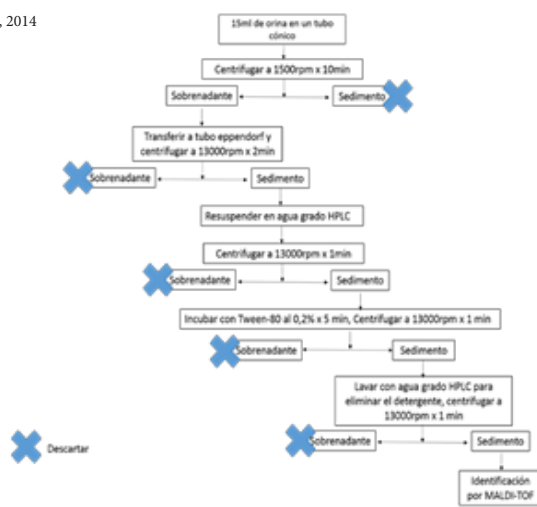 , 2014
15ml de orina en un tubo
cónico
Centrifugar a 1500rpm x 10min
Sobrenadante
Sedimento
Transferir a tubo eppendorf y
centrifugar a 13000rpm x 2min
Sobrenadante
Sedimento
Resuspender en agua grado HPLC
Centrifugar a 13000rpm x 1min
Sobrenadante
Sedimento
Incubar con Tween-80 al 0,2% x 5 min, Centrifugar a 13000rpm x 1 min
Sobrenadante
Sedimento
Lavar con agua grado HPLC para
eliminar el detergente, centrifugar a
13000rpm x 1 min
Sobrenadante
Sedimento
Descartar
Identificación
por MALDI-TOF